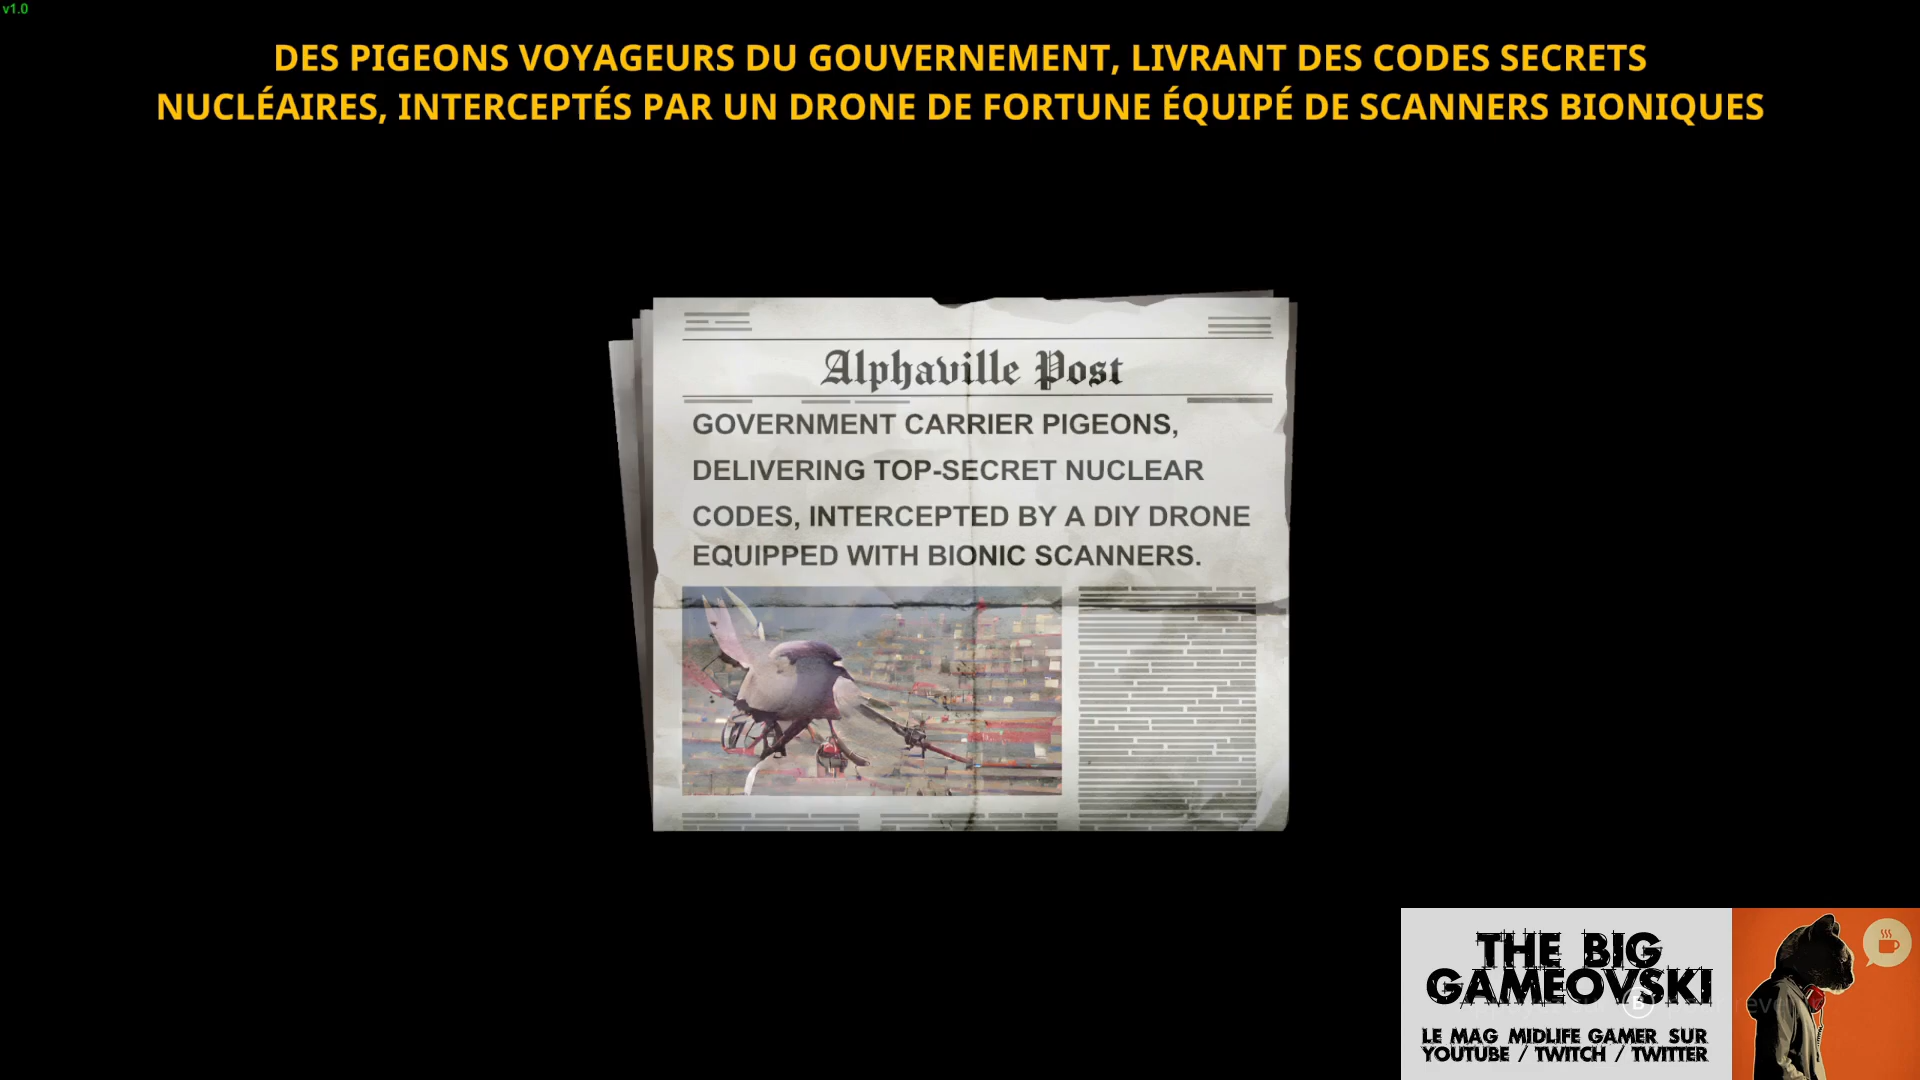 v1.0
DES PIGEONS VOYAGEURS DU GOUVERNEMENT, LIVRANT DES CODES SECRETS
NUCLÉAIRES, INTERCEPTÉS PAR UN DRONE DE FORTUNE ÉQUIPÉ DE SCANNERS BIONIQUES
Alphaville Post
GOVERNMENT CARRIER PIGEONS,
DELIVERING TOP-SECRET NUCLEAR
CODES, INTERCEPTED BY A DIY DRONE
EQUIPPED WITH BIONIC SCANNERS.
THE BIG
GAMEOVSKI
B
LE MAG MIDLIFE GAMER SUR
YOUTUBE / TWITCH / TWITTER